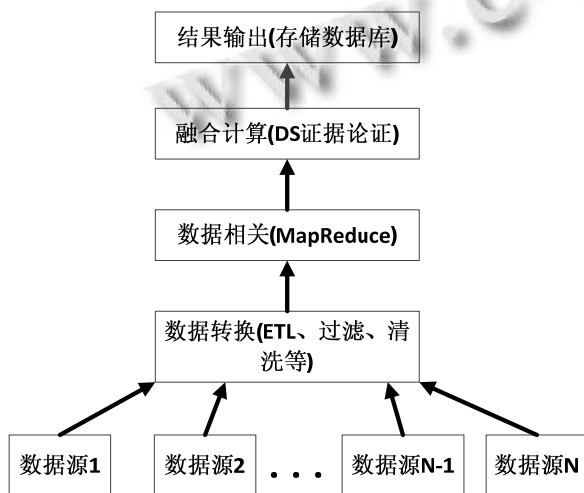 www.c
结果输出(存储数据库)
融合计算(DS证据论证)
数据相关(MapReduce)
数据转换(ETL、过滤、清
洗等)
数据源1
数据源2
...
数据源N-1
数据源N